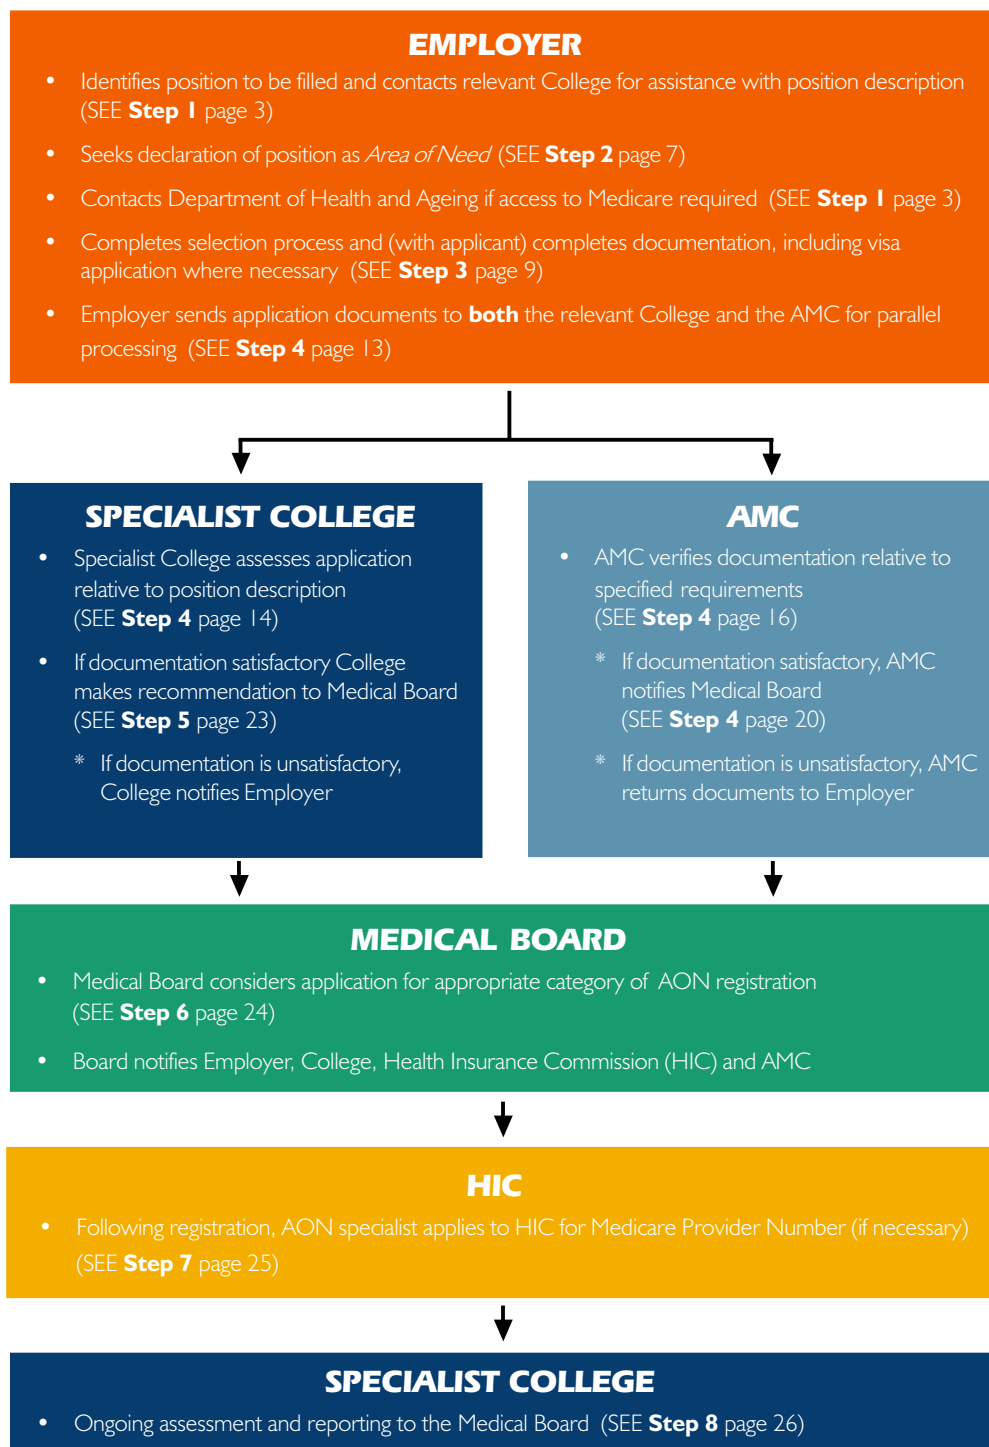 EMPLOYER
• Identifies position to be filled and contacts relevant College for assistance with position description
(SEE Step 1 page 3)
• Seeks declaration of position as Area of Need (SEE Step 2 page 7)
• Contacts Department of Health and Ageing if access to Medicare required (SEE Step 1 page 3)
• Completes selection process and (with applicant) completes documentation, including visa
application where necessary (SEE Step 3 page 9)
• Employer sends application documents to both the relevant College and the AMC for parallel
processing (SEE Step 4 page 13)
SPECIALIST COLLEGE
• Specialist College assesses application
relative to position description
(SEE Step 4 page 14)
• If documentation satisfactory College
makes recommendation to Medical Board
(SEE Step 5 page 23)
* If documentation is unsatisfactory,
College notifies Employer
AMC
• AMC verifies documentation relative to
specified requirements
(SEE Step 4 page 16)
* If documentation satisfactory, AMC
notifies Medical Board
(SEE Step 4 page 20)
* If documentation is unsatisfactory, AMC
returns documents to Employer
MEDICAL BOARD
• Medical Board considers application for appropriate category of AON registration
(SEE Step 6 page 24)
• Board notifies Employer, College, Health Insurance Commission (HIC) and AMC
HIC
• Following registration, AON specialist applies to HIC for Medicare Provider Number (if necessary)
(SEE Step 7 page 25)
SPECIALIST COLLEGE
• Ongoing assessment and reporting to the Medical Board (SEE Step 8 page 26)